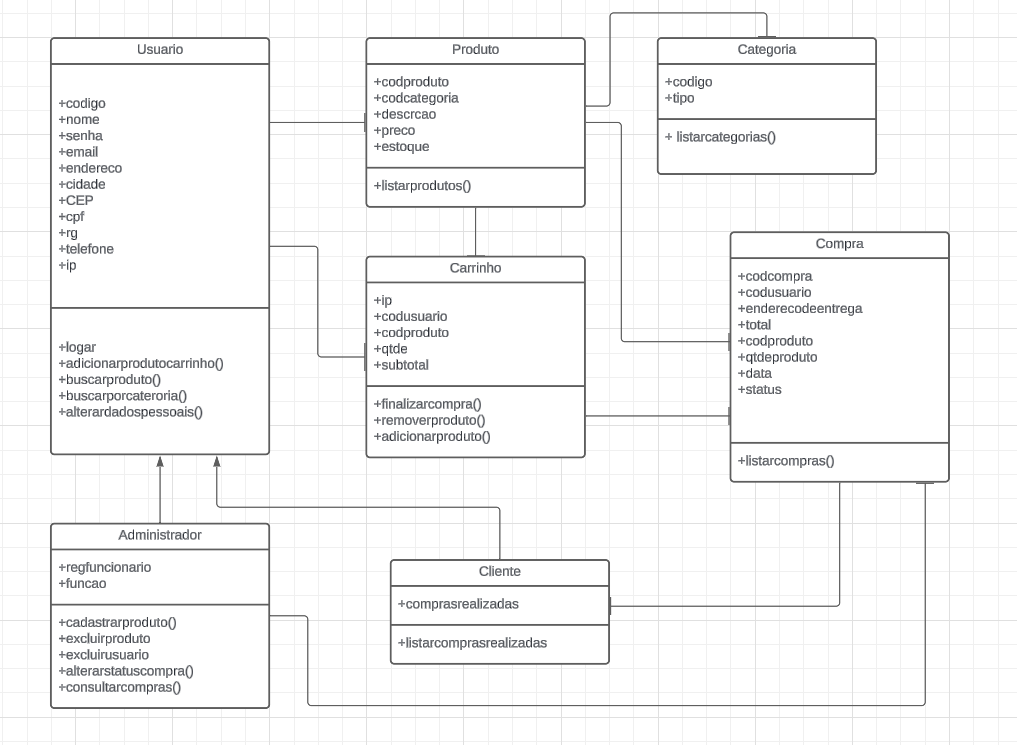 Usuario
+codigo
+nome
+senha
+email
+endereco
+cidade
+CEP
+cpf
+rg
+telefone
+ip
+logar
+adicionarprodutocarrinho()
+buscarproduto()
+buscarporcateroria()
+alterardadospessoais()
Produto
+codproduto
+codcategoria
+descrcao
+preco
+estoque
+listarprodutos()
Categoria
+codigo
+tipo
+ listarcategorias()
Carrinho
+ip
+codusuario
+codproduto
+qtde
+subtotal
+finalizarcompra()
+removerproduto()
+adicionarproduto()
Compra
+codcompra
+codusuario
+enderecodeentrega
+total
+codproduto
+qtdeproduto
+data
+status
+listarcompras()
Administrador
+regfuncionario
+funcao
+cadastrarproduto()
+excluirproduto
+excluirusuario
+alterarstatuscompra()
+consultarcompras()
Cliente
+comprasrealizadas
+listarcomprasrealizadas